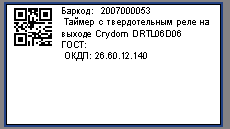 Баркод: 2007000053
Таймер с твердотельным реле на
выходе Crydom DRTL06D06
ГОСТ:
ОКДП: 26.60.12.140